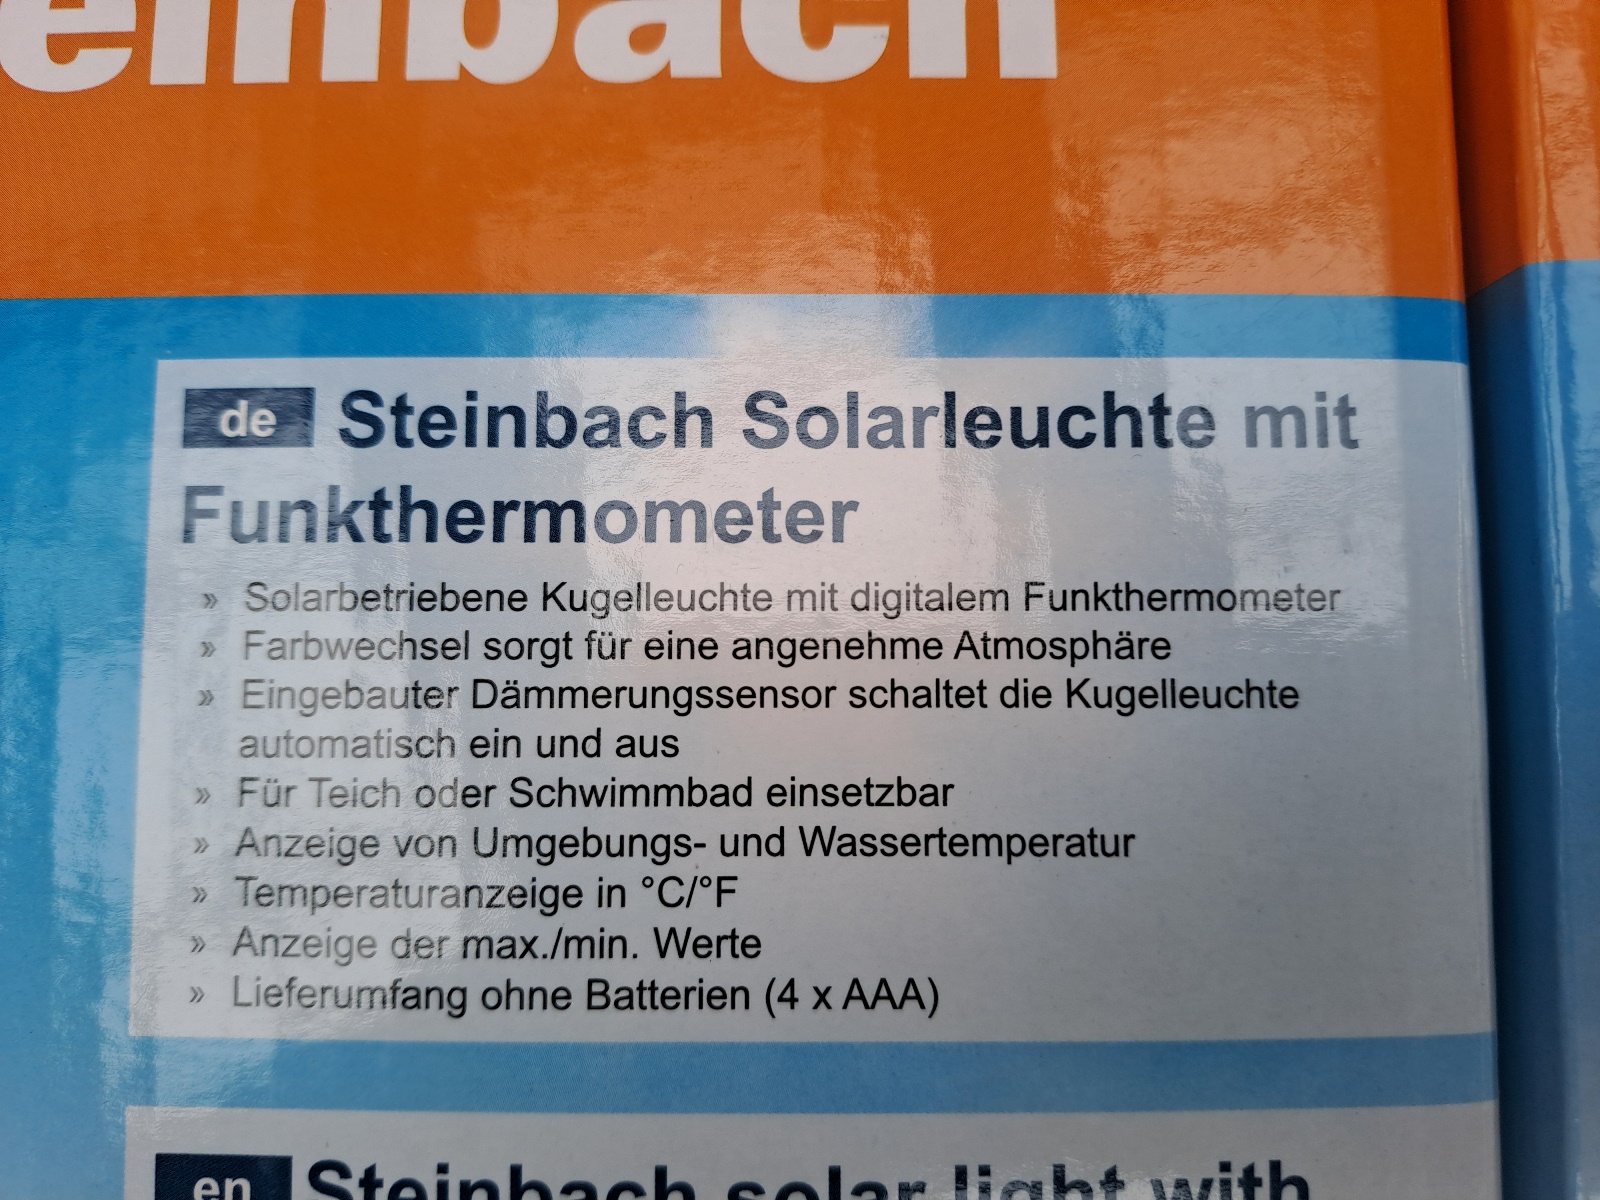 einbach
de Steinbach Solarleuchte mit
Funkthermometer
» Solarbetriebene Kugelleuchte mit digitalem Funkthermometer
» Farbwechsel sorgt für eine angenehme Atmosphäre
» Eingebauter Dämmerungssensor schaltet die Kugelleuchte
automatisch ein und aus
» Für Teich oder Schwimmbad einsetzbar
» Anzeige von Umgebungs- und Wassertemperatur
» Temperaturanzeige in °C/°F
» Anzeige der max./min. Werte
» Lieferumfang ohne Batterien (4 x AAA)
en Steinbach solar light with